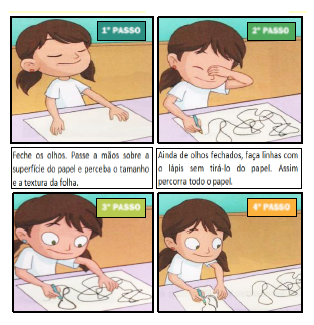 1º PASSO
2º PASSO
Feche os olhos. Passe a mãos sobre a
superfície do papel e perceba o tamanho
e a textura da folha.
Ainda de olhos fechados, faça linhas com
o lápis sem tirá-lo do papel. Assim
percorra todo o papel.
3º PASSO
4º PASSO